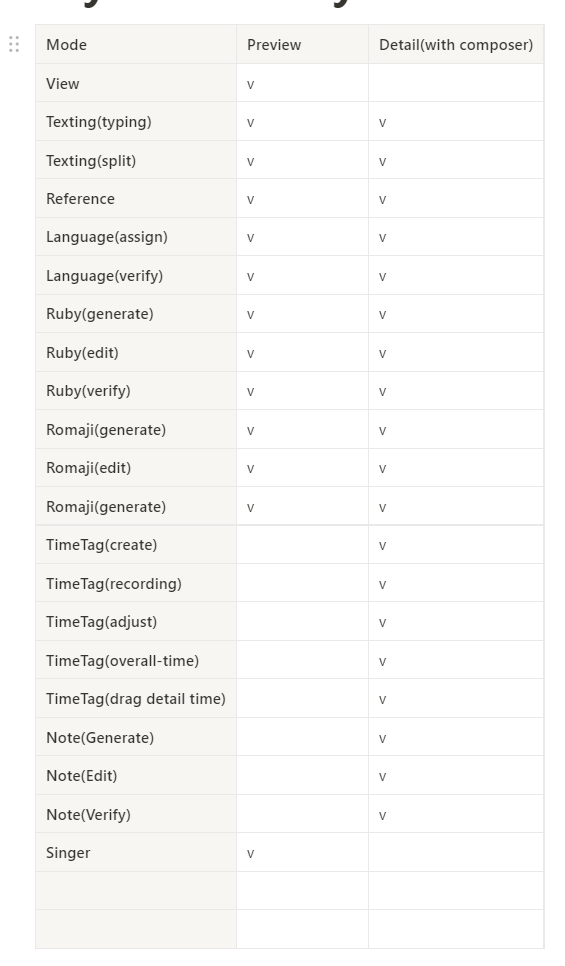 Mode Preview Detail(with composer)
View v
Texting(typing) v v
Texting(split) v v
Reference v v
Language(assign) v v
Language(verify) v v
Ruby(generate) v v
Ruby(edit) v v
Ruby(verify) v v
Romaji(generate) v v
Romaji(edit) v v
Romaji(generate) v v
TimeTag(create) v
TimeTag(recording) v
TimeTag(adjust) v
TimeTag(overall-time) v
TimeTag(drag detail time) v
Note(Generate) v
Note(Edit) v
Note(Verify) v
Singer v